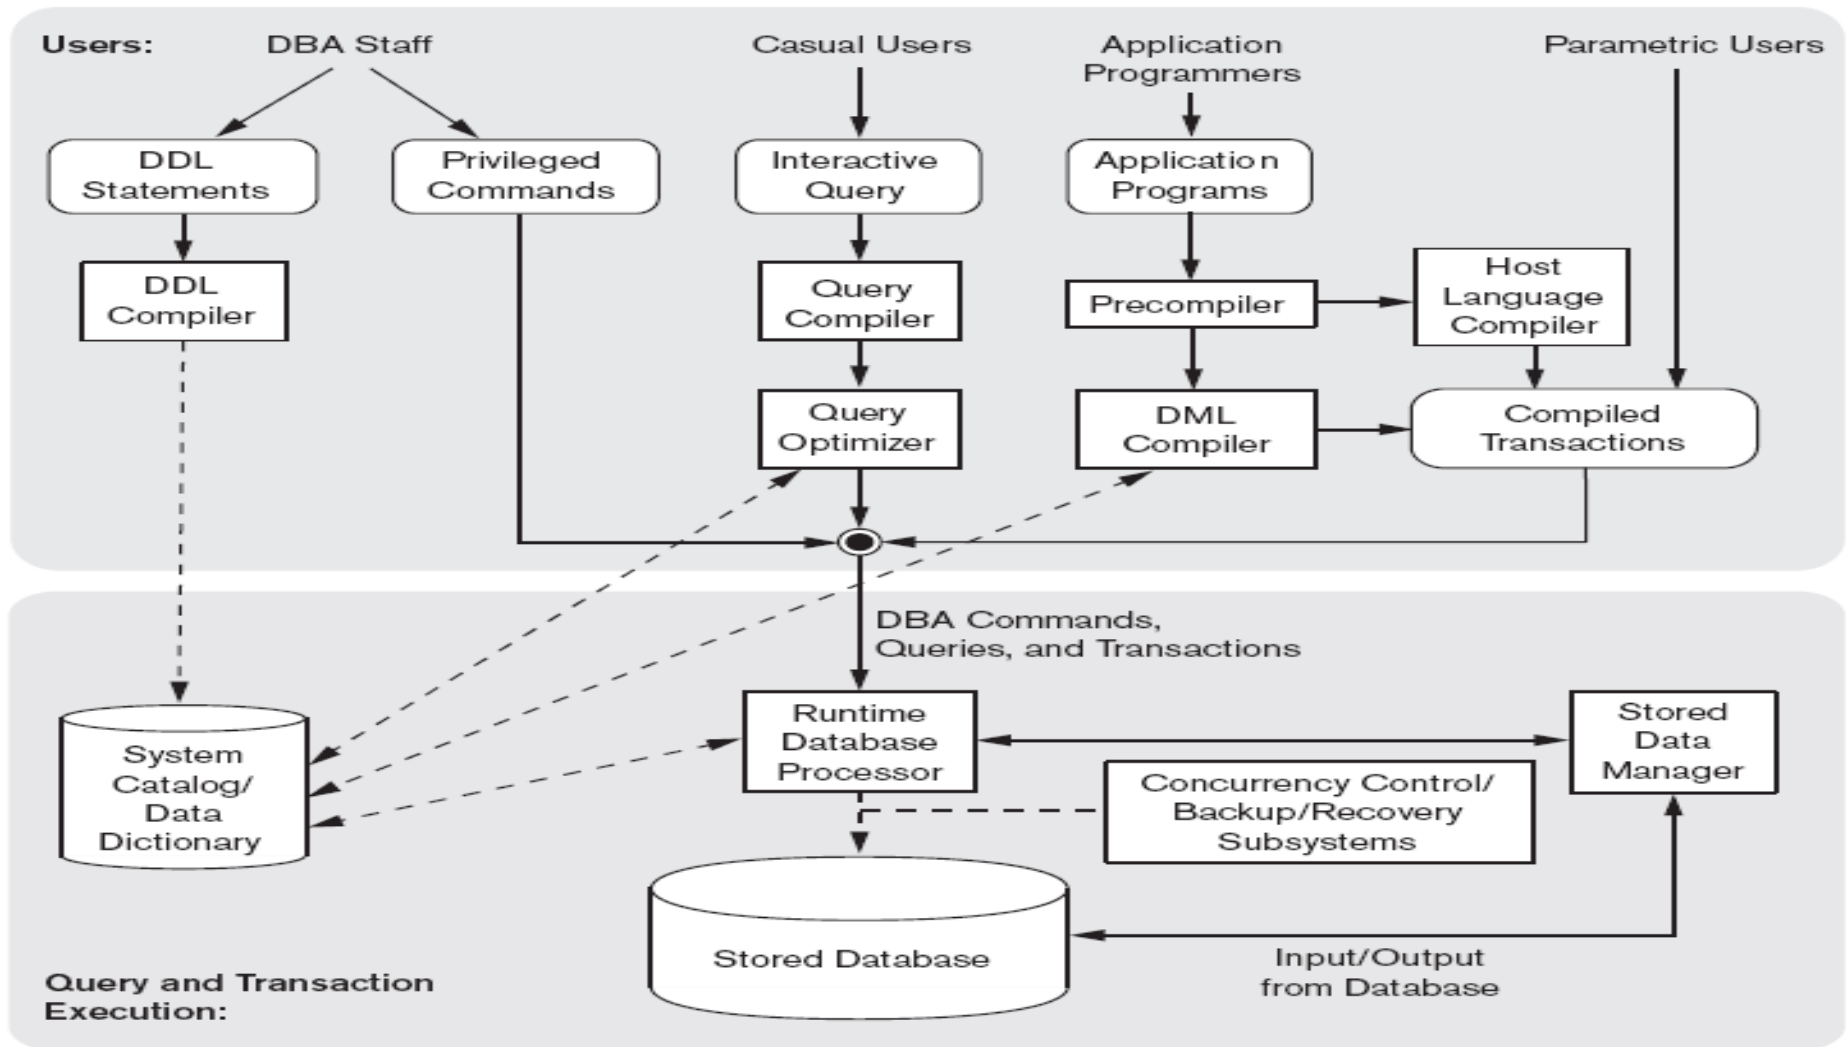 Users:
DBA Staff
Casual Users
Application
Programmers
Parametric Users
DDL
Statements
Privileged
Commands
Interactive
Query
Application
Programs
DDL
Compiler
Query
Compiler
Precompiler
Host
Language
Compiler
Query
Optimizer
DML
Compiler
Compiled
Transactions
DBA Commands,
Queries, and Transactions
System
Catalog/
Data
Dictionary
Runtime
Database
Processor
Stored
Data
Manager
Concurrency Control/
Backup/Recovery
Subsystems
Stored Database
Input/Output
from Database
Query and Transaction
Execution: